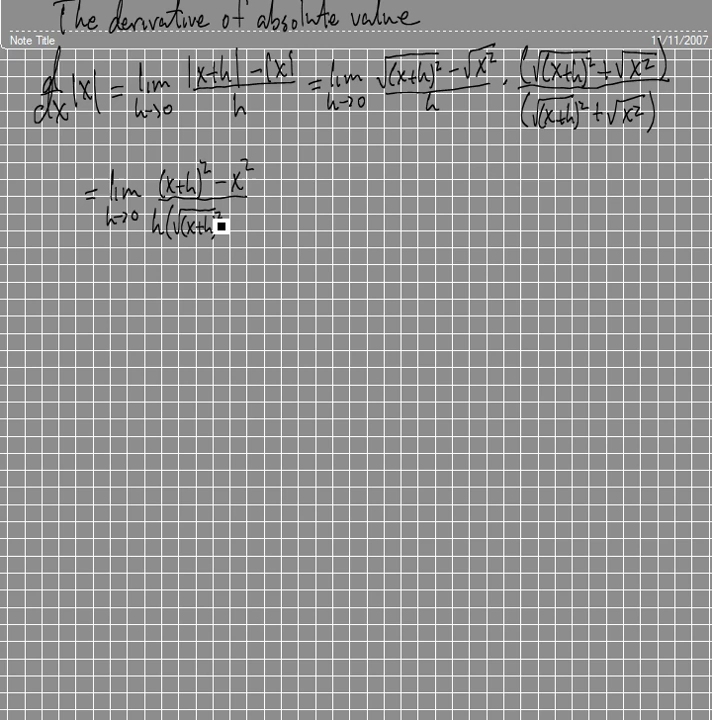 The derivative of absolute value
Note Title 11/11/2007
d/dx |x| = lim h→0 (|x+h| - |x|)/h = lim h→0 (√(x+h)² - √x²)/h · (√(x+h)² + √x²)/(√(x+h)² + √x²)
= lim h→0 ((x+h)² - x²)/(h(√(x+h)²